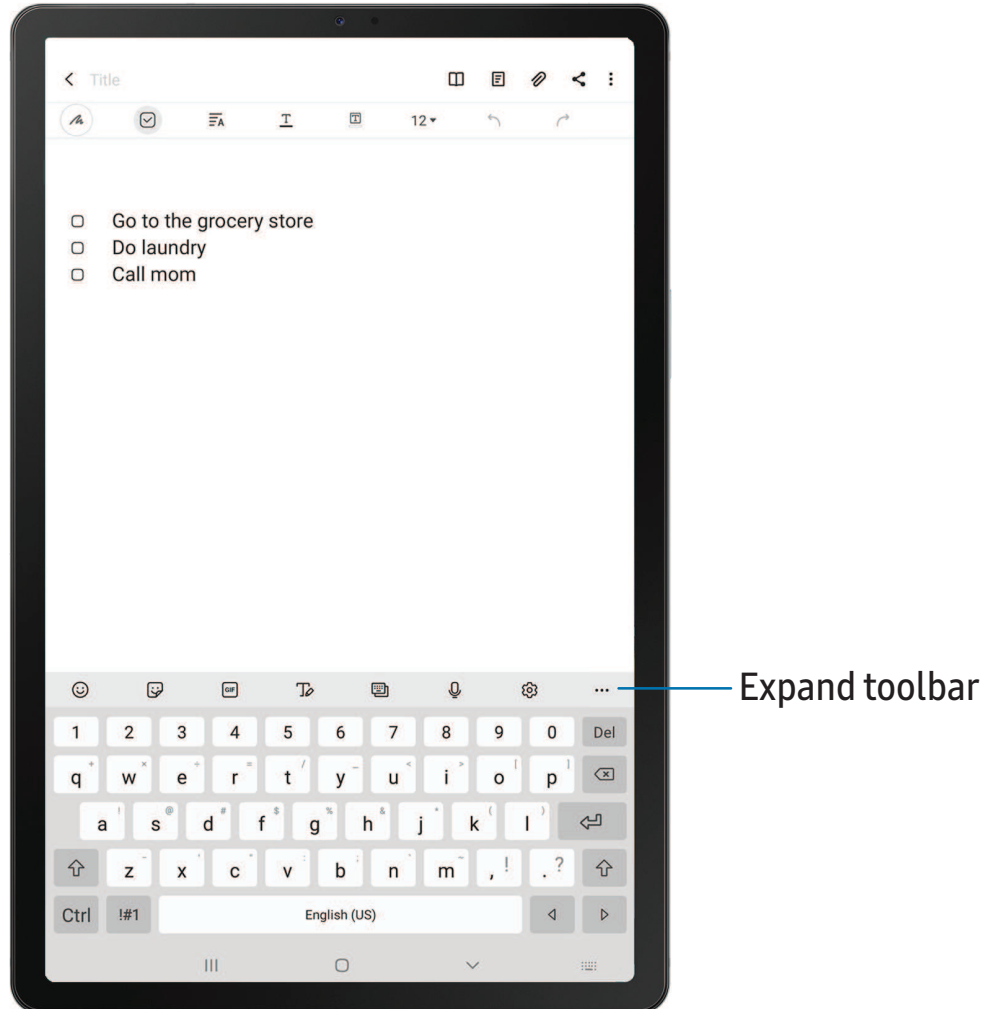 Title
12
Go to the grocery store
Do laundry
Call mom
GIF
Expand toolbar
1 2 3 4 5 6 7 8 9 0 Del
q + w × e ÷ r = t / y _ u < i > o [ p ]
a ! s @ d # f $ g % h & j * k ( l )
z - x ' c " v : b ; n ` m ~ , ! . ?
Ctrl !#1 English (US)